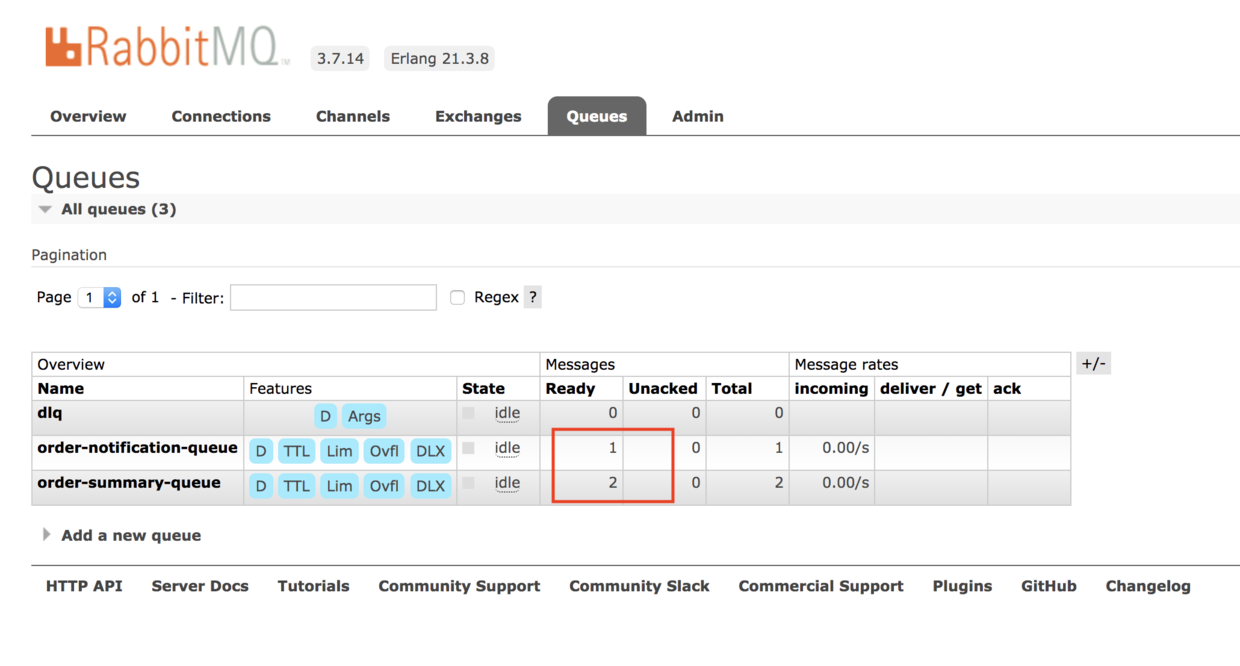 RabbitMQ TM 3.7.14 Erlang 21.3.8
Overview Connections Channels Exchanges Queues Admin
Queues
All queues (3)
Pagination
Page 1 of 1 - Filter: Regex ?
Overview Messages Message rates +/-
Name Features State Ready Unacked Total incoming deliver / get ack
dlq D Args idle 0 0 0
order-notification-queue D TTL Lim Ovfl DLX idle 1 0 1 0.00/s
order-summary-queue D TTL Lim Ovfl DLX idle 2 0 2 0.00/s
Add a new queue
HTTP API Server Docs Tutorials Community Support Community Slack Commercial Support Plugins GitHub Changelog